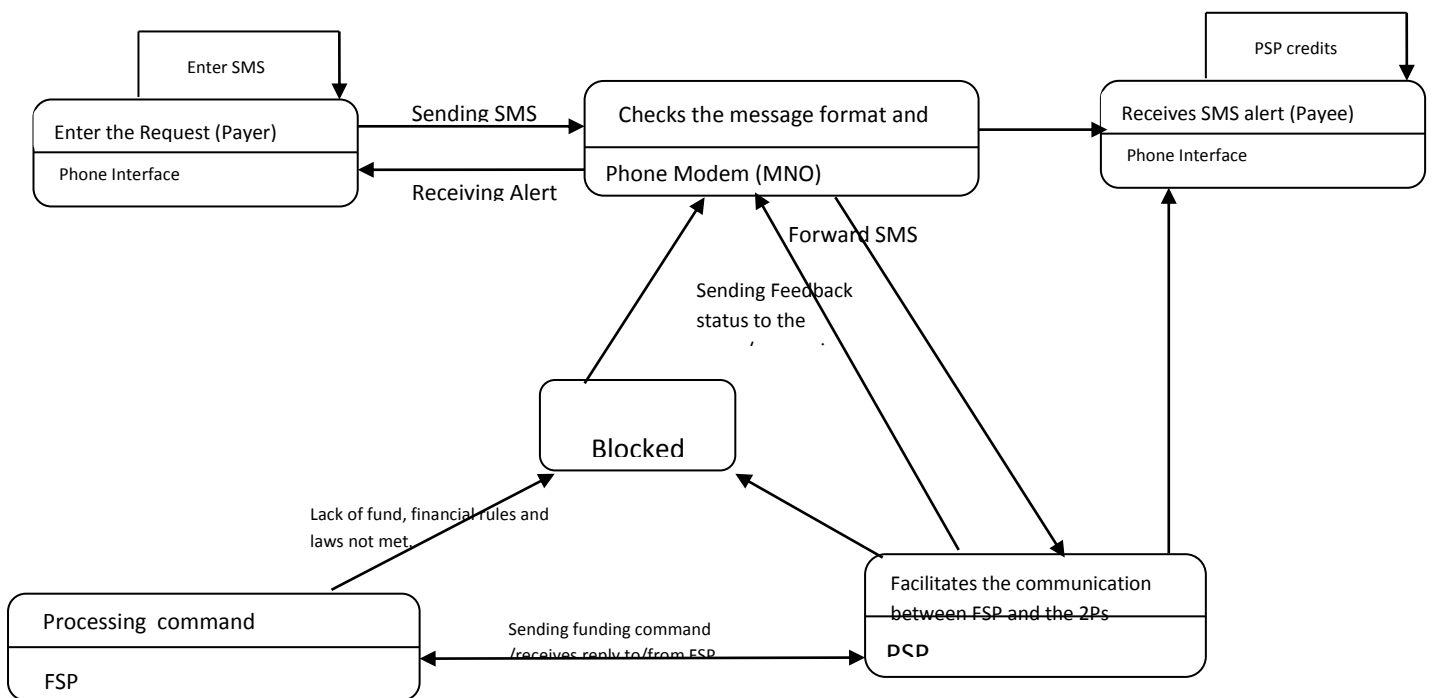 Enter SMS
PSP credits
Enter the Request (Payer)
Phone Interface
Sending SMS
Receiving Alert
Checks the message format and
Phone Modem (MNO)
Receives SMS alert (Payee)
Phone Interface
Forward SMS
Sending Feedback
status to the
Blocked
Lack of fund, financial rules and
laws not met.
Facilitates the communication
between FSP and the 2Ps
PSP
Processing command
FSP
Sending funding command
/receives reply to/from FSP